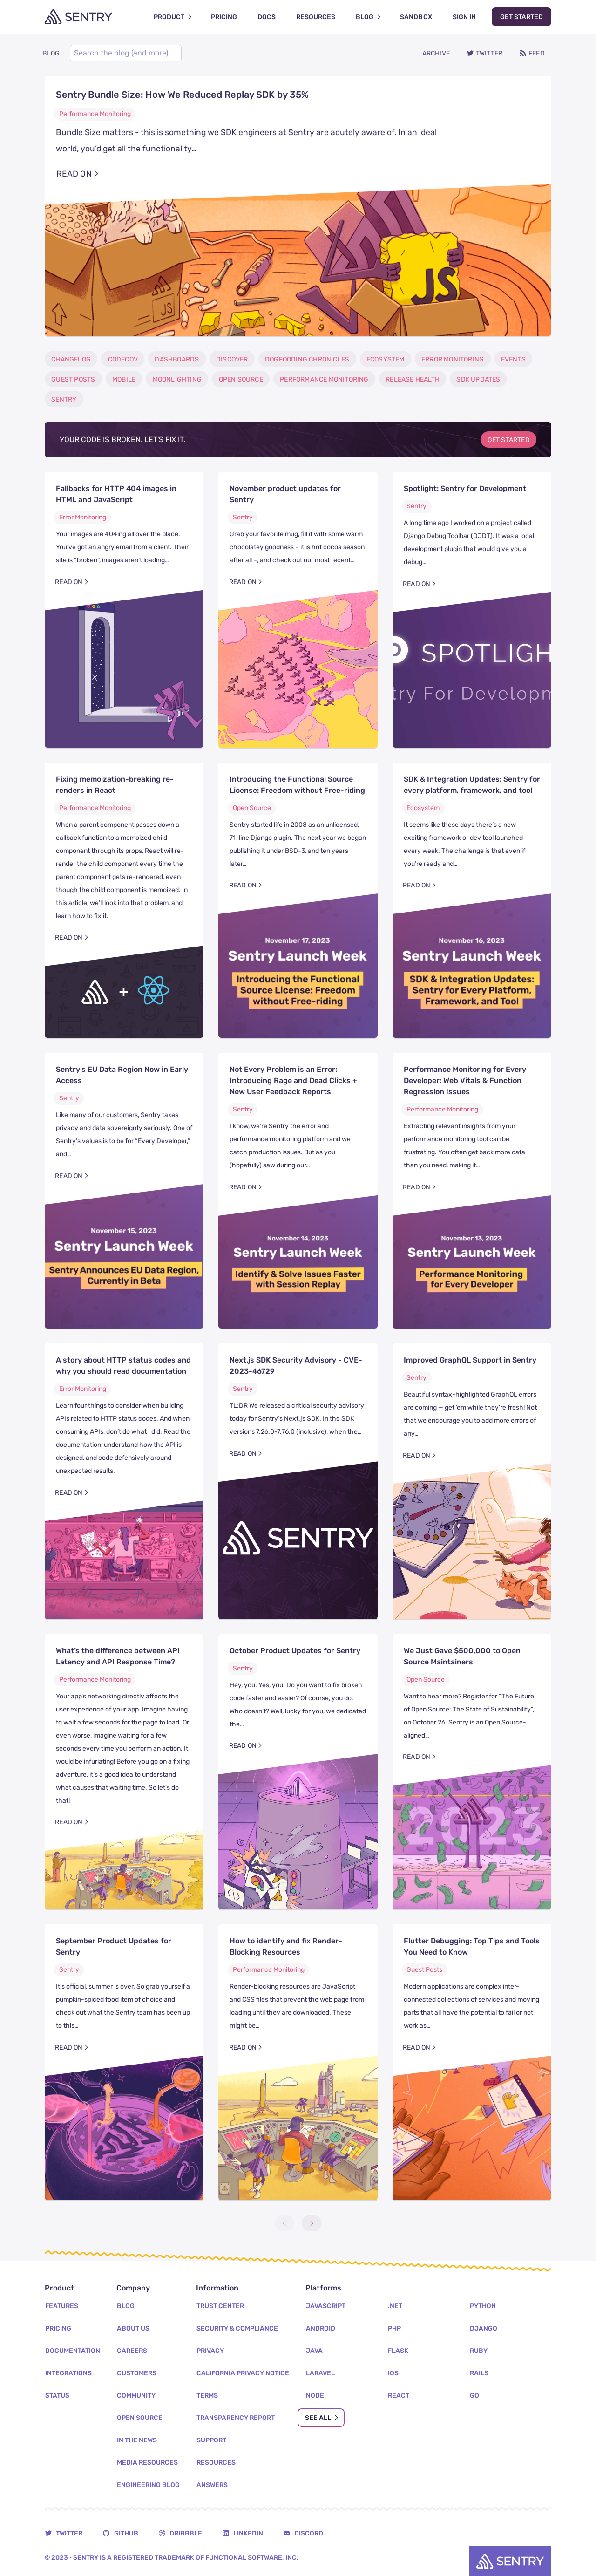 SENTRY
PRODUCT
PRICING
DOCS
RESOURCES
BLOG
SANDBOX
SIGN IN
GET STARTED
BLOG
Search the blog (and more)
ARCHIVE
TWITTER
FEED
Sentry Bundle Size: How We Reduced Replay SDK by 35%
Performance Monitoring
Bundle Size matters - this is something we SDK engineers at Sentry are acutely aware of. In an ideal
world, you'd get all the functionality…
READ ON
JS
JS
CHANGELOG
CODECOV
DASHBOARDS
DISCOVER
DOGFOODING CHRONICLES
ECOSYSTEM
ERROR MONITORING
EVENTS
GUEST POSTS
MOBILE
MOONLIGHTING
OPEN SOURCE
PERFORMANCE MONITORING
RELEASE HEALTH
SDK UPDATES
SENTRY
YOUR CODE IS BROKEN. LET'S FIX IT.
GET STARTED
Fallbacks for HTTP 404 images in
HTML and JavaScript
Error Monitoring
Your images are 404ing all over the place.
You've got an angry email from a client. Their
site is "broken", images aren't loading…
READ ON
November product updates for
Sentry
Sentry
Grab your favorite mug, fill it with some warm
chocolatey goodness – it is hot cocoa season
after all –, and check out our most recent…
READ ON
Spotlight: Sentry for Development
Sentry
A long time ago I worked on a project called
Django Debug Toolbar (DJDT). It was a local
development plugin that would give you a
debug…
READ ON
SPOTLIGH
try For Developm
Fixing memoization-breaking re-
renders in React
Performance Monitoring
When a parent component passes down a
callback function to a memoized child
component through its props, React will re-
render the child component every time the
parent component gets re-rendered, even
though the child component is memoized. In
this article, we'll look into that problem, and
learn how to fix it.
READ ON
+
Introducing the Functional Source
License: Freedom without Free-riding
Open Source
Sentry started life in 2008 as an unlicensed,
71-line Django plugin. The next year we began
publishing it under BSD-3, and ten years
later…
READ ON
November 17, 2023
Sentry Launch Week
Introducing the Functional
Source License: Freedom
without Free-riding
SDK & Integration Updates: Sentry for
every platform, framework, and tool
Ecosystem
It seems like these days there's a new
exciting framework or dev tool launched
every week. The challenge is that even if
you're ready and…
READ ON
November 16, 2023
Sentry Launch Week
SDK & Integration Updates:
Sentry for Every Platform,
Framework, and Tool
Sentry's EU Data Region Now in Early
Access
Sentry
Like many of our customers, Sentry takes
privacy and data sovereignty seriously. One of
Sentry's values is to be for "Every Developer,"
and…
READ ON
November 15, 2023
Sentry Launch Week
Sentry Announces EU Data Region,
Currently in Beta
Not Every Problem is an Error:
Introducing Rage and Dead Clicks +
New User Feedback Reports
Sentry
I know, we're Sentry the error and
performance monitoring platform and we
catch production issues. But as you
(hopefully) saw during our…
READ ON
November 14, 2023
Sentry Launch Week
Identify & Solve Issues Faster
with Session Replay
Performance Monitoring for Every
Developer: Web Vitals & Function
Regression Issues
Performance Monitoring
Extracting relevant insights from your
performance monitoring tool can be
frustrating. You often get back more data
than you need, making it…
READ ON
November 13, 2023
Sentry Launch Week
Performance Monitoring
for Every Developer
A story about HTTP status codes and
why you should read documentation
Error Monitoring
Learn four things to consider when building
APIs related to HTTP status codes. And when
consuming APIs, don't do what I did. Read the
documentation, understand how the API is
designed, and code defensively around
unexpected results.
READ ON
Next.js SDK Security Advisory - CVE-
2023-46729
Sentry
TL;DR We released a critical security advisory
today for Sentry's Next.js SDK. In the SDK
versions 7.26.0-7.76.0 (inclusive), when the…
READ ON
SENTRY
Improved GraphQL Support in Sentry
Sentry
Beautiful syntax-highlighted GraphQL errors
are coming — get 'em while they're fresh! Not
that we encourage you to add more errors of
any…
READ ON
What's the difference between API
Latency and API Response Time?
Performance Monitoring
Your app's networking directly affects the
user experience of your app. Imagine having
to wait a few seconds for the page to load. Or
even worse, imagine waiting for a few
seconds every time you perform an action. It
would be infuriating! Before you go on a fixing
adventure, it's a good idea to understand
what causes that waiting time. So let's do
that!
READ ON
October Product Updates for Sentry
Sentry
Hey, you. Yes, you. Do you want to fix broken
code faster and easier? Of course, you do.
Who doesn't? Well, lucky for you, we dedicated
the…
READ ON
We Just Gave $500,000 to Open
Source Maintainers
Open Source
Want to hear more? Register for "The Future
of Open Source: The State of Sustainability",
on October 26. Sentry is an Open Source–
aligned…
READ ON
2023
September Product Updates for
Sentry
Sentry
It's official, summer is over. So grab yourself a
pumpkin-spiced food item of choice and
check out what the Sentry team has been up
to this…
READ ON
How to identify and fix Render-
Blocking Resources
Performance Monitoring
Render-blocking resources are JavaScript
and CSS files that prevent the web page from
loading until they are downloaded. These
might be…
READ ON
Flutter Debugging: Top Tips and Tools
You Need to Know
Guest Posts
Modern applications are complex inter-
connected collections of services and moving
parts that all have the potential to fail or not
work as…
READ ON
Product
FEATURES
PRICING
DOCUMENTATION
INTEGRATIONS
STATUS
Company
BLOG
ABOUT US
CAREERS
CUSTOMERS
COMMUNITY
OPEN SOURCE
IN THE NEWS
MEDIA RESOURCES
ENGINEERING BLOG
Information
TRUST CENTER
SECURITY & COMPLIANCE
PRIVACY
CALIFORNIA PRIVACY NOTICE
TERMS
TRANSPARENCY REPORT
SUPPORT
RESOURCES
ANSWERS
Platforms
JAVASCRIPT
ANDROID
JAVA
LARAVEL
NODE
SEE ALL
.NET
PHP
FLASK
IOS
REACT
PYTHON
DJANGO
RUBY
RAILS
GO
TWITTER
GITHUB
DRIBBBLE
LINKEDIN
DISCORD
© 2023 • SENTRY IS A REGISTERED TRADEMARK OF FUNCTIONAL SOFTWARE, INC.
SENTRY